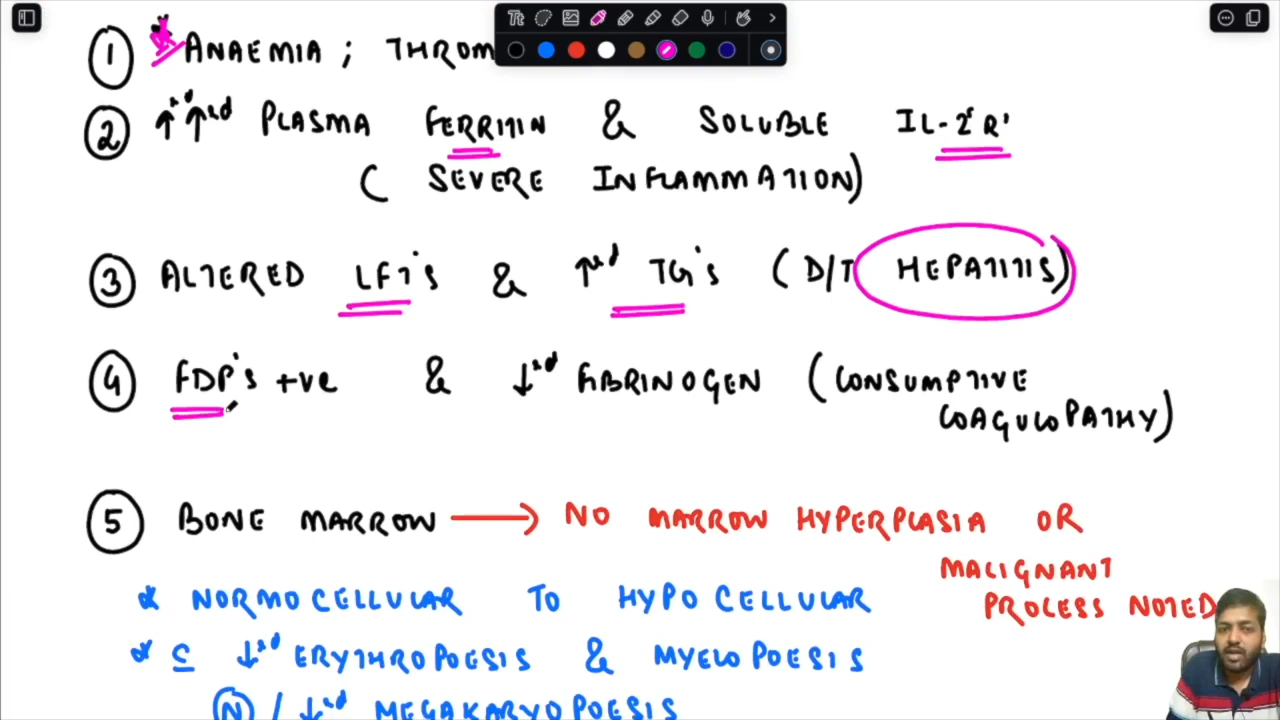 ① * ANAEMIA ; THROM
② ↑ed ↑ed PLASMA FERRITIN & SOLUBLE IL-2'R'
( SEVERE INFLAMMATION)
③ ALTERED LFT's & ↑ed TG's ( D/T HEPATITIS)
④ FDP's +ve & ↓ed FIBRINOGEN ( CONSUMPTIVE
COAGULOPATHY)
⑤ BONE MARROW → NO MARROW HYPERPLASIA OR
MALIGNANT
PROCESS NOTED
* NORMOCELLULAR TO HYPOCELLULAR
* C ↓ed ERYTHROPOESIS & MYELOPOESIS
Ⓝ / ↓ed MEGAKARYOPOESIS